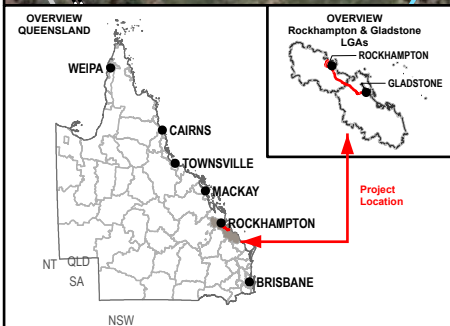 OVERVIEW
QUEENSLAND
WEIPA
CAIRNS
TOWNSVILLE
MACKAY
ROCKHAMPTON
BRISBANE
NT
QLD
SA
NSW
OVERVIEW
Rockhampton & Gladstone
LGAs
ROCKHAMPTON
GLADSTONE
Project
Location